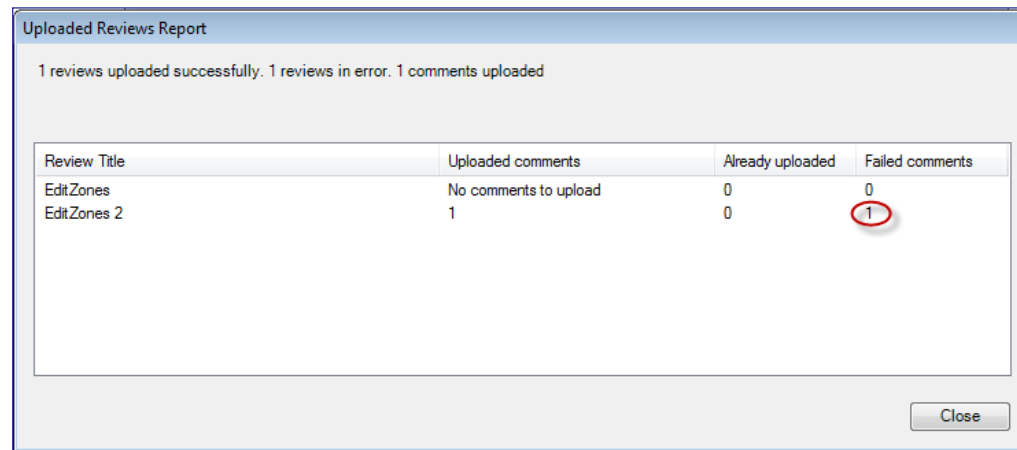 Uploaded Reviews Report
1 reviews uploaded successfully. 1 reviews in error. 1 comments uploaded
Review Title Uploaded comments Already uploaded Failed comments
EditZones No comments to upload 0 0
EditZones 2 1 0 1
Close